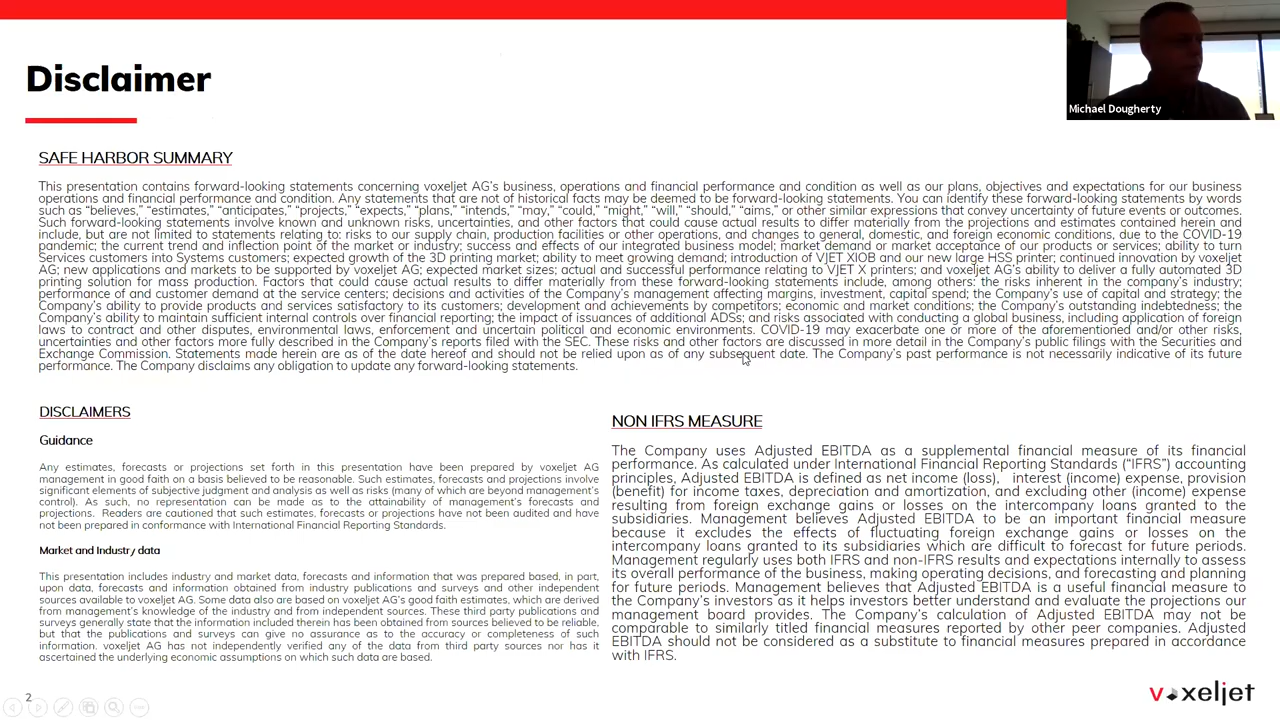 Disclaimer
Michael Dougherty
SAFE HARBOR SUMMARY
This presentation contains forward-looking statements concerning voxeljet AG's business, operations and financial performance and condition as well as our plans, objectives and expectations for our business
operations and financial performance and condition. Any statements that are not of historical facts may be deemed to be forward-looking statements. You can identify these forward-looking statements by words
such as “believes,” “estimates,” “anticipates,” “projects,” “expects,” “plans,” “intends,” “may,” “could,” “might,” “will,” “should,” “aims,” or other similar expressions that convey uncertainty of future events or outcomes.
Such forward-looking statements involve known and unknown risks, uncertainties, and other factors that could cause actual results to differ materially from the projections and estimates contained herein and
include, but are not limited to statements relating to: risks to our supply chain, production facilities or other operations, and changes to general, domestic, and foreign economic conditions, due to the COVID-19
pandemic; the current trend and inflection point of the market or industry; success and effects of our integrated business model; market demand or market acceptance of our products or services; ability to turn
Services customers into Systems customers; expected growth of the 3D printing market; ability to meet growing demand; introduction of VJET XIOB and our new large HSS printer; continued innovation by voxeljet
AG; new applications and markets to be supported by voxeljet AG; expected market sizes; actual and successful performance relating to VJET X printers; and voxeljet AG's ability to deliver a fully automated 3D
printing solution for mass production. Factors that could cause actual results to differ materially from these forward-looking statements include, among others: the risks inherent in the company's industry;
performance of and customer demand at the service centers; decisions and activities of the Company's management affecting margins, investment, capital spend; the Company's use of capital and strategy; the
Company's ability to provide products and services satisfactory to its customers; development and achievements by competitors; economic and market conditions; the Company's outstanding indebtedness; the
Company's ability to maintain sufficient internal controls over financial reporting; the impact of issuances of additional ADSs; and risks associated with conducting a global business, including application of foreign
laws to contract and other disputes, environmental laws, enforcement and uncertain political and economic environments. COVID-19 may exacerbate one or more of the aforementioned and/or other risks,
uncertainties and other factors more fully described in the Company's reports filed with the SEC. These risks and other factors are discussed in more detail in the Company's public filings with the Securities and
Exchange Commission. Statements made herein are as of the date hereof and should not be relied upon as of any subsequent date. The Company's past performance is not necessarily indicative of its future
performance. The Company disclaims any obligation to update any forward-looking statements.
DISCLAIMERS
Guidance
Any estimates, forecasts or projections set forth in this presentation have been prepared by voxeljet AG
management in good faith on a basis believed to be reasonable. Such estimates, forecasts and projections involve
significant elements of subjective judgment and analysis as well as risks (many of which are beyond management's
control). As such, no representation can be made as to the attainability of management's forecasts and
projections. Readers are cautioned that such estimates, forecasts or projections have not been audited and have
not been prepared in conformance with International Financial Reporting Standards.
Market and Industry data
This presentation includes industry and market data, forecasts and information that was prepared based, in part,
upon data, forecasts and information obtained from industry publications and surveys and other independent
sources available to voxeljet AG. Some data also are based on voxeljet AG's good faith estimates, which are derived
from management's knowledge of the industry and from independent sources. These third party publications and
surveys generally state that the information included therein has been obtained from sources believed to be reliable,
but that the publications and surveys can give no assurance as to the accuracy or completeness of such
information. voxeljet AG has not independently verified any of the data from third party sources nor has it
ascertained the underlying economic assumptions on which such data are based.
NON IFRS MEASURE
The Company uses Adjusted EBITDA as a supplemental financial measure of its financial
performance. As calculated under International Financial Reporting Standards (“IFRS”) accounting
principles, Adjusted EBITDA is defined as net income (loss), interest (income) expense, provision
(benefit) for income taxes, depreciation and amortization, and excluding other (income) expense
resulting from foreign exchange gains or losses on the intercompany loans granted to the
subsidiaries. Management believes Adjusted EBITDA to be an important financial measure
because it excludes the effects of fluctuating foreign exchange gains or losses on the
intercompany loans granted to its subsidiaries which are difficult to forecast for future periods.
Management regularly uses both IFRS and non-IFRS results and expectations internally to assess
its overall performance of the business, making operating decisions, and forecasting and planning
for future periods. Management believes that Adjusted EBITDA is a useful financial measure to
the Company's investors as it helps investors better understand and evaluate the projections our
management board provides. The Company's calculation of Adjusted EBITDA may not be
comparable to similarly titled financial measures reported by other peer companies. Adjusted
EBITDA should not be considered as a substitute to financial measures prepared in accordance
with IFRS.
2
voxeljet